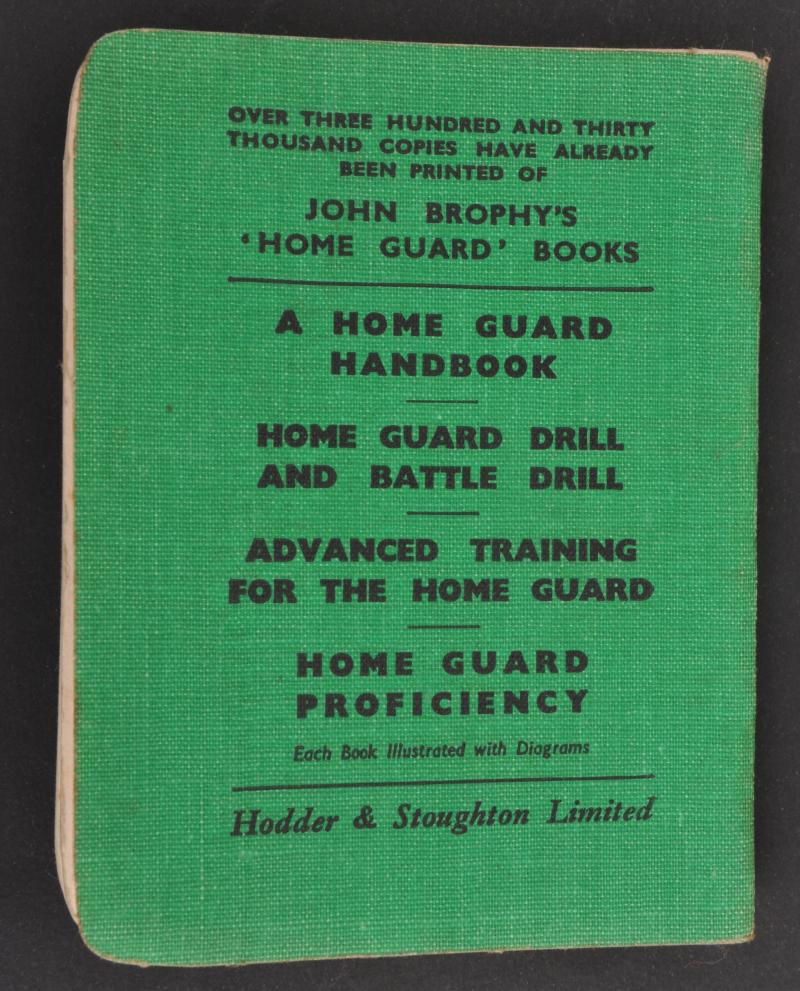 OVER THREE HUNDRED AND THIRTY
THOUSAND COPIES HAVE ALREADY
BEEN PRINTED OF
JOHN BROPHY'S
‘HOME GUARD’ BOOKS
A HOME GUARD
HANDBOOK
HOME GUARD DRILL
AND BATTLE DRILL
ADVANCED TRAINING
FOR THE HOME GUARD
HOME GUARD
PROFICIENCY
Each Book Illustrated with Diagrams
Hodder & Stoughton Limited